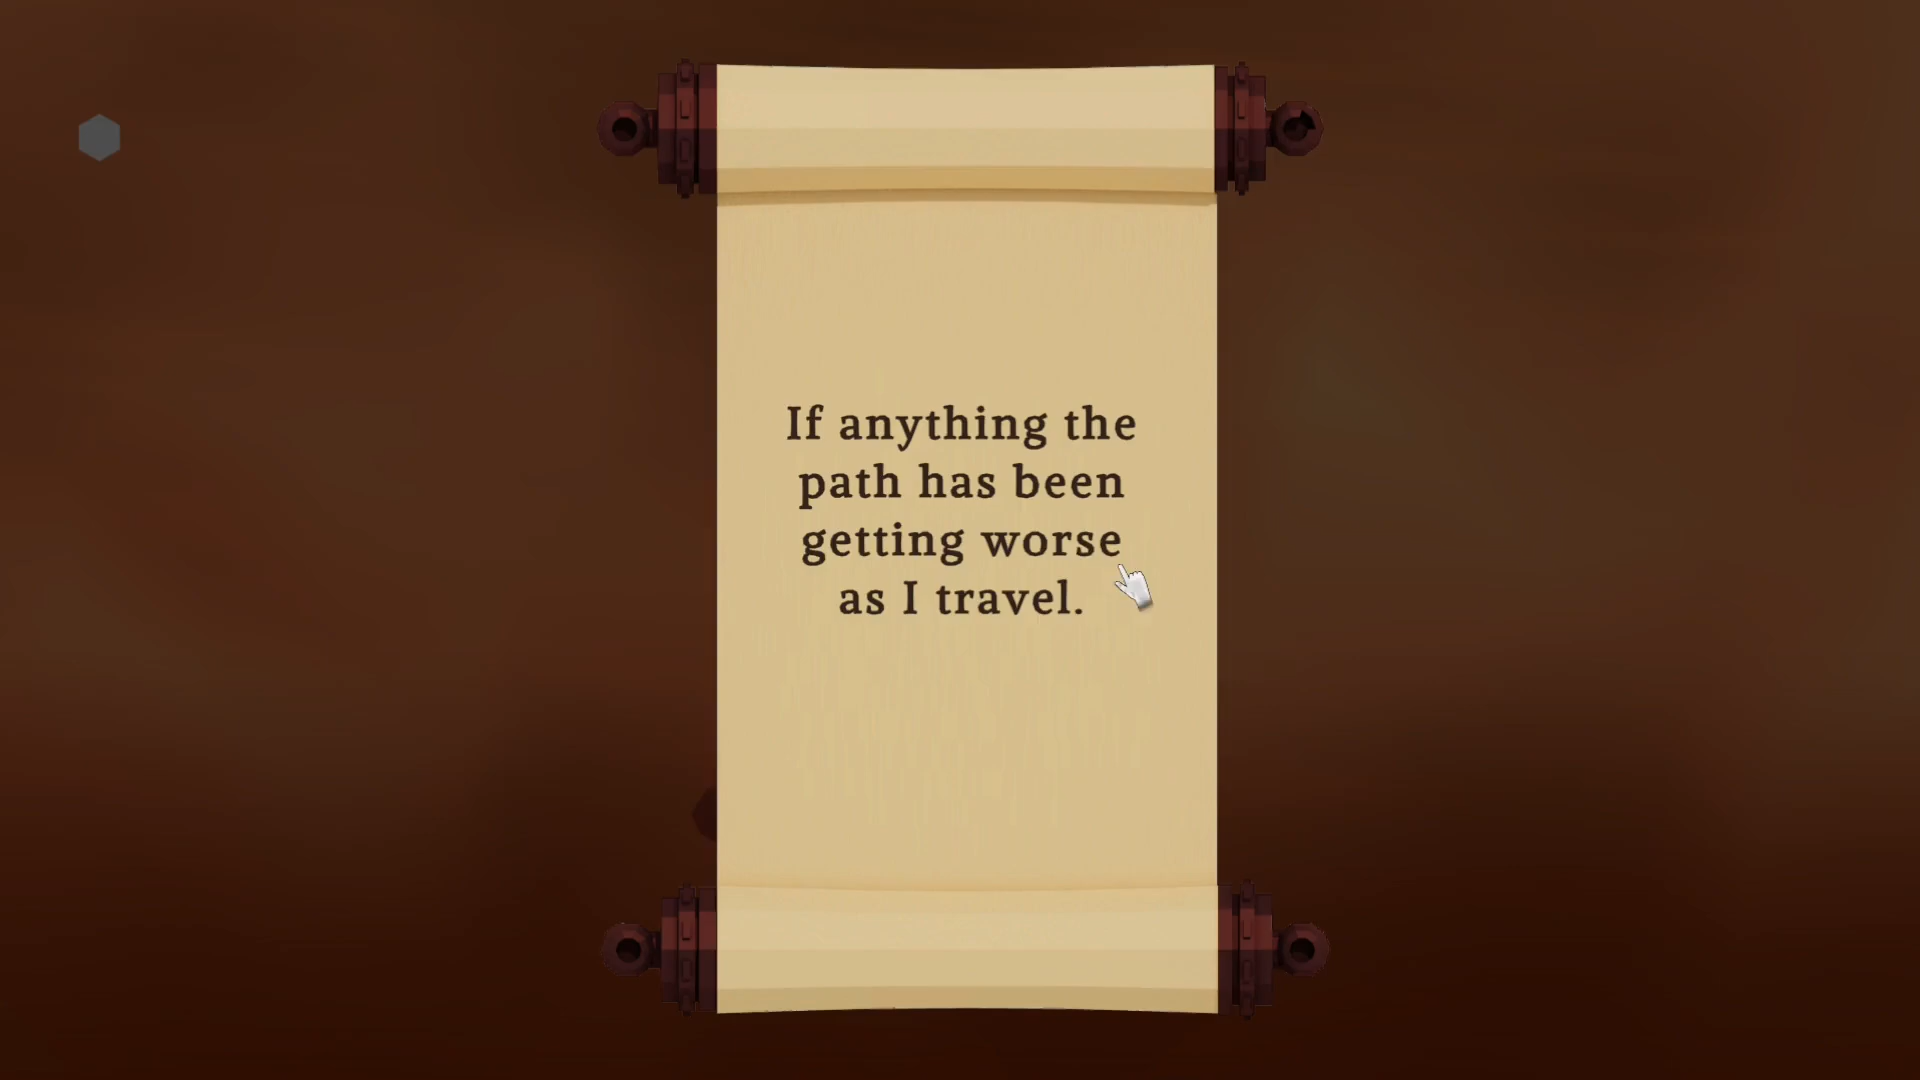 If anything the
path has been
getting worse
as I travel.